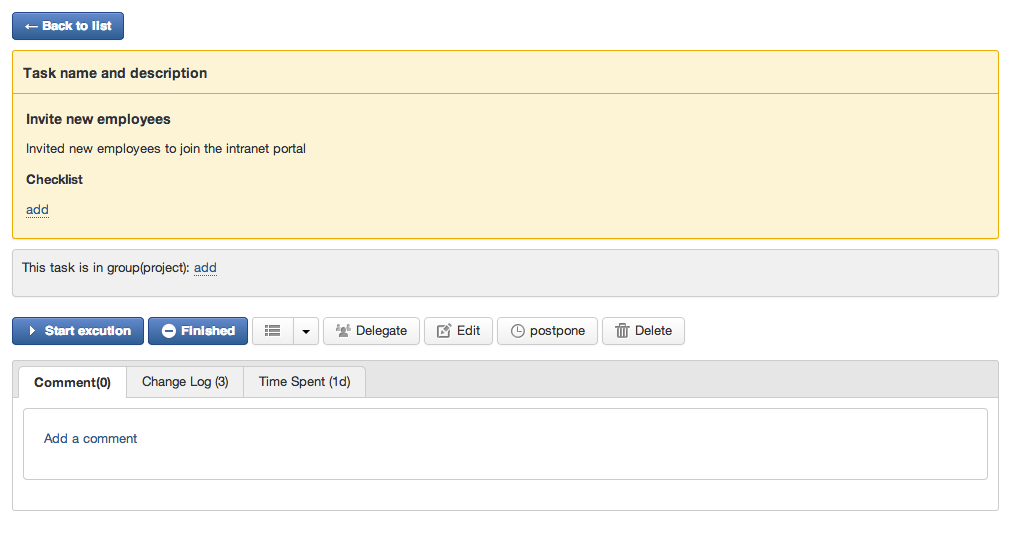 ← Back to list
Task name and description
Invite new employees
Invited new employees to join the intranet portal
Checklist
add
This task is in group(project): add
Start excution Finished Delegate Edit postpone Delete
Comment(0) Change Log (3) Time Spent (1d)
Add a comment